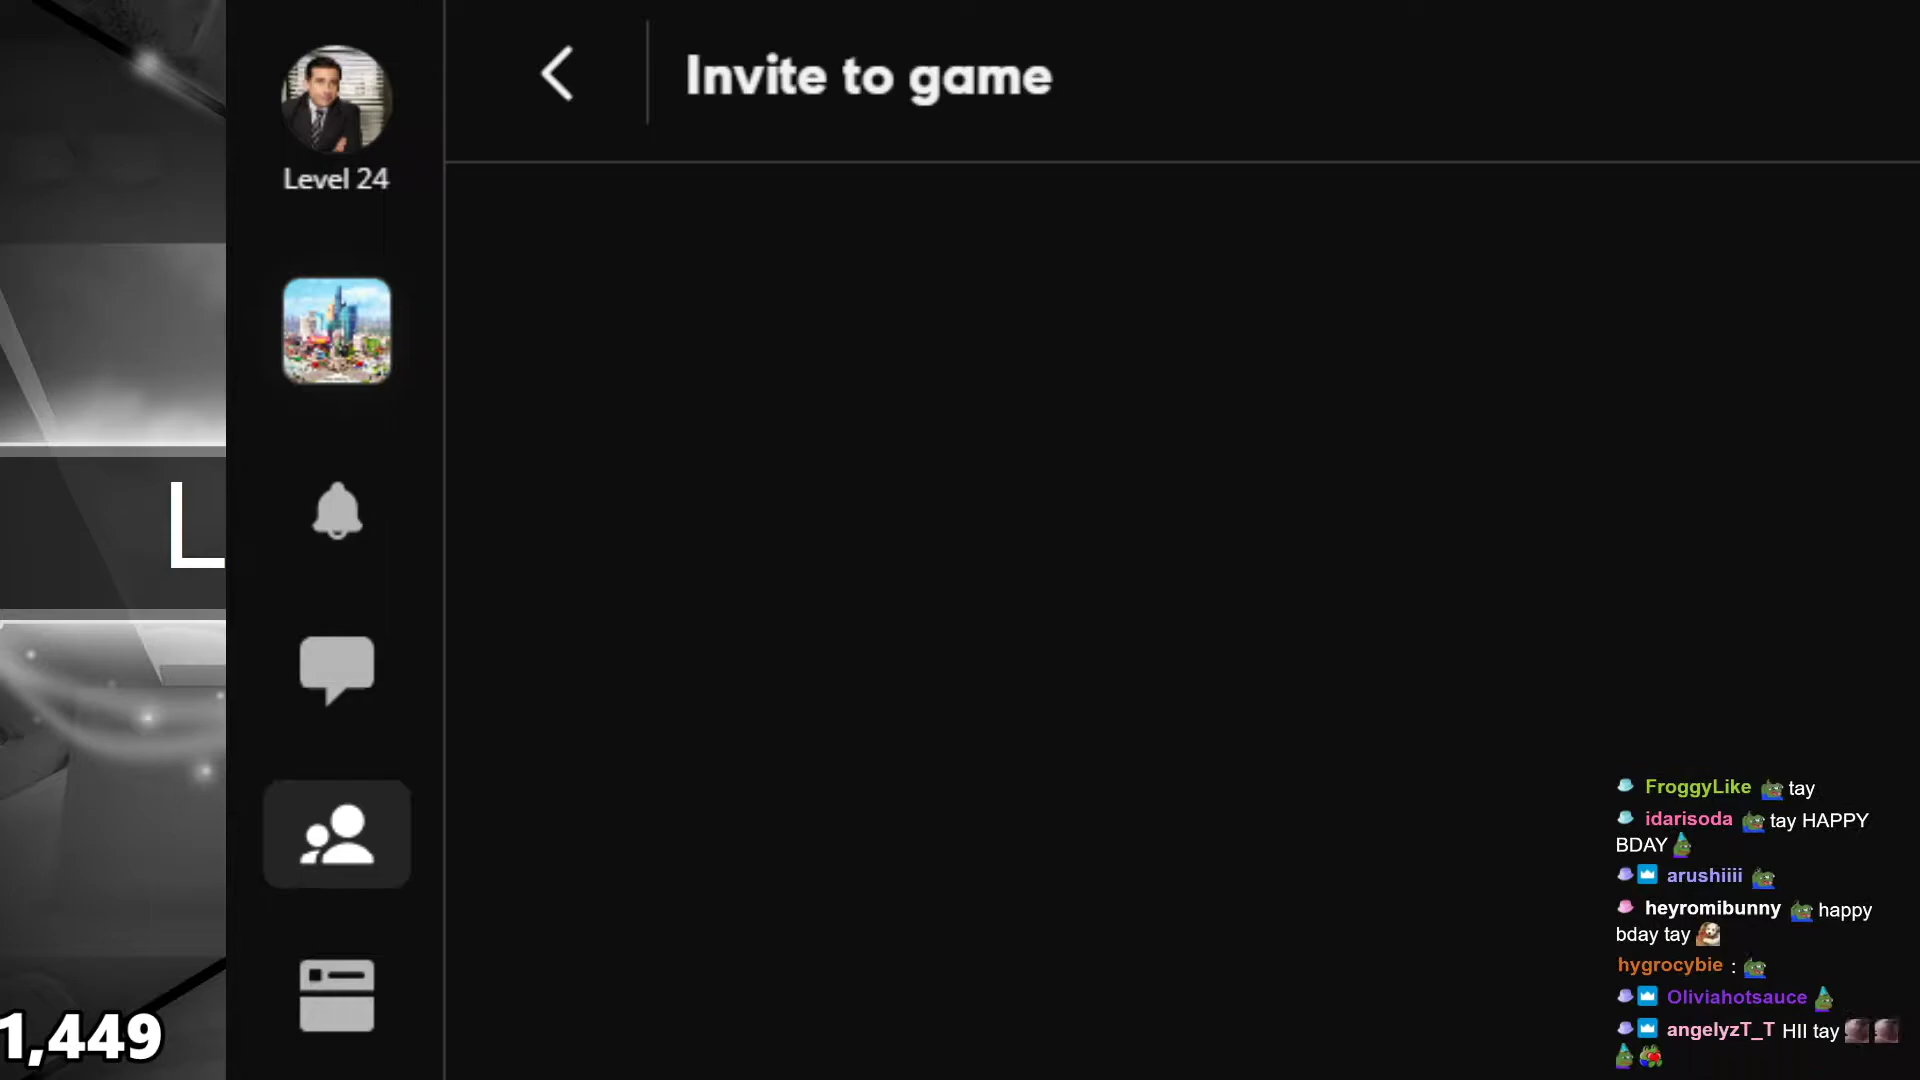 Level 24
Invite to game
L
1,449
FroggyLike tay
idarisoda tay HAPPY
BDAY
arushiiii
heyromibunny happy
bday tay
hygrocybie :
Oliviahotsauce
angelyzT_T HII tay